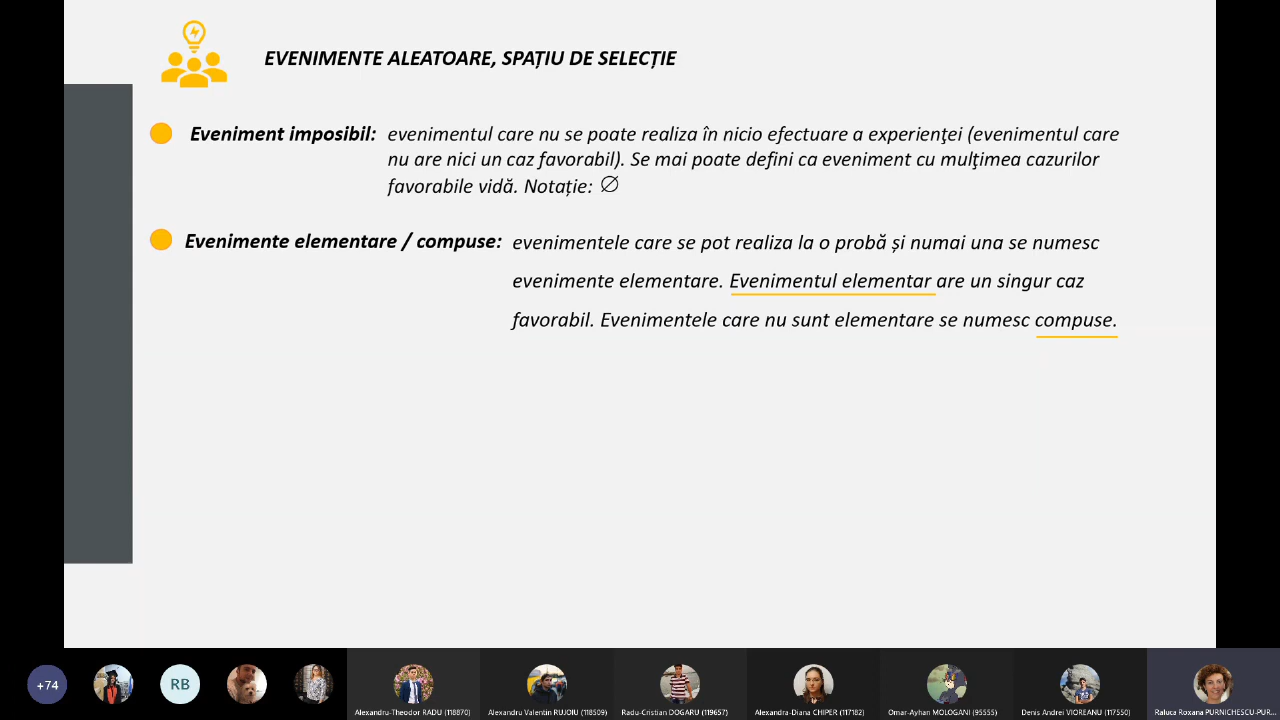 EVENIMENTE ALEATOARE, SPAȚIU DE SELECȚIE
Eveniment imposibil: evenimentul care nu se poate realiza în nicio efectuare a experienţei (evenimentul care
nu are nici un caz favorabil). Se mai poate defini ca eveniment cu mulţimea cazurilor
favorabile vidă. Notație: ∅
Evenimente elementare / compuse: evenimentele care se pot realiza la o probă și numai una se numesc
evenimente elementare. Evenimentul elementar are un singur caz
favorabil. Evenimentele care nu sunt elementare se numesc compuse.
+74
RB
Alexandru-Theodor RADU (118870)
Alexandru Valentin RUJOIU (118509)
Radu-Cristian DOGARU (119657)
Alexandra-Diana CHIPER (117182)
Omar-Ayhan MOLOGANI (95555)
Denis Andrei VIOREANU (117550)
Raluca Roxana PURNICHESCU-PUR...